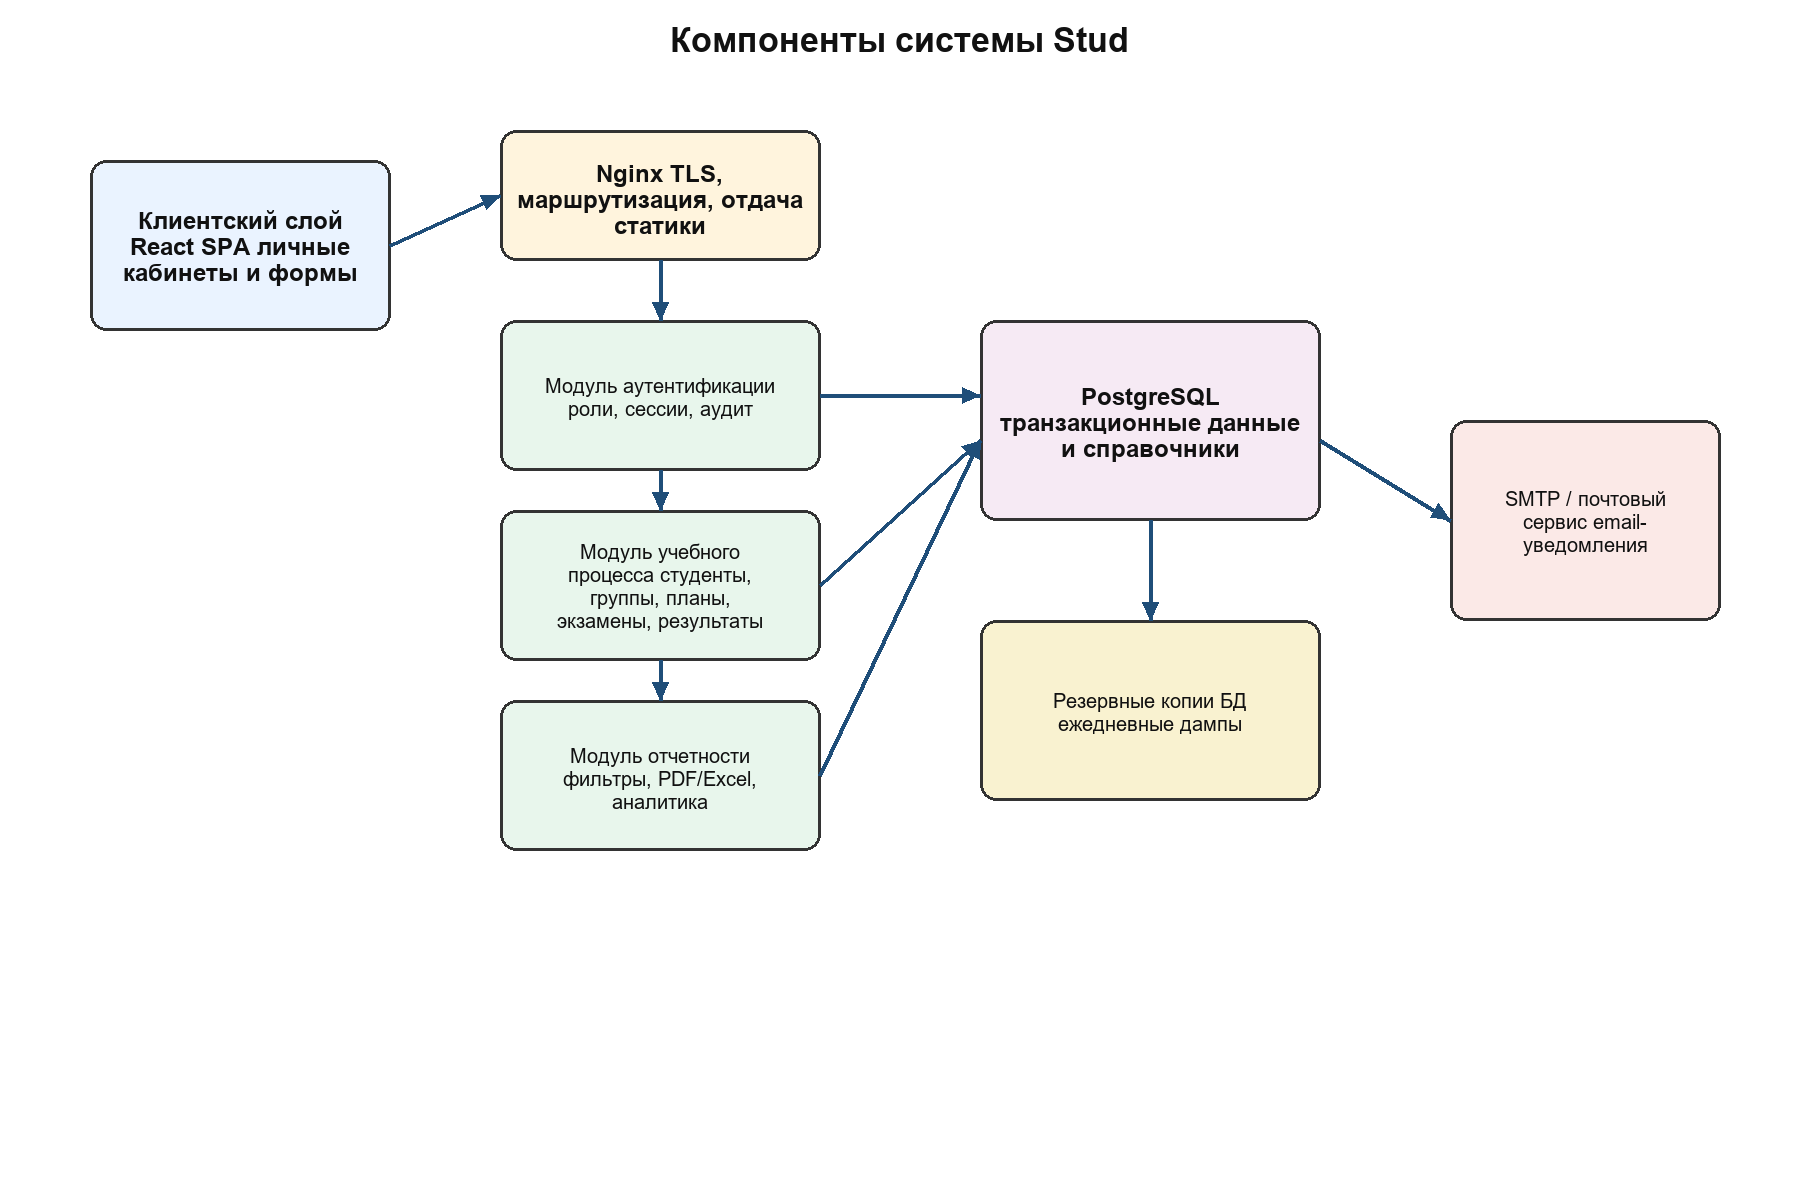 Компоненты системы Stud
Клиентский слой
React SPA личные
кабинеты и формы
Nginx TLS,
маршрутизация, отдача
статики
Модуль аутентификации
роли, сессии, аудит
Модуль учебного
процесса студенты,
группы, планы,
экзамены, результаты
Модуль отчетности
фильтры, PDF/Excel,
аналитика
PostgreSQL
транзакционные данные
и справочники
Резервные копии БД
ежедневные дампы
SMTP / почтовый
сервис email-
уведомления